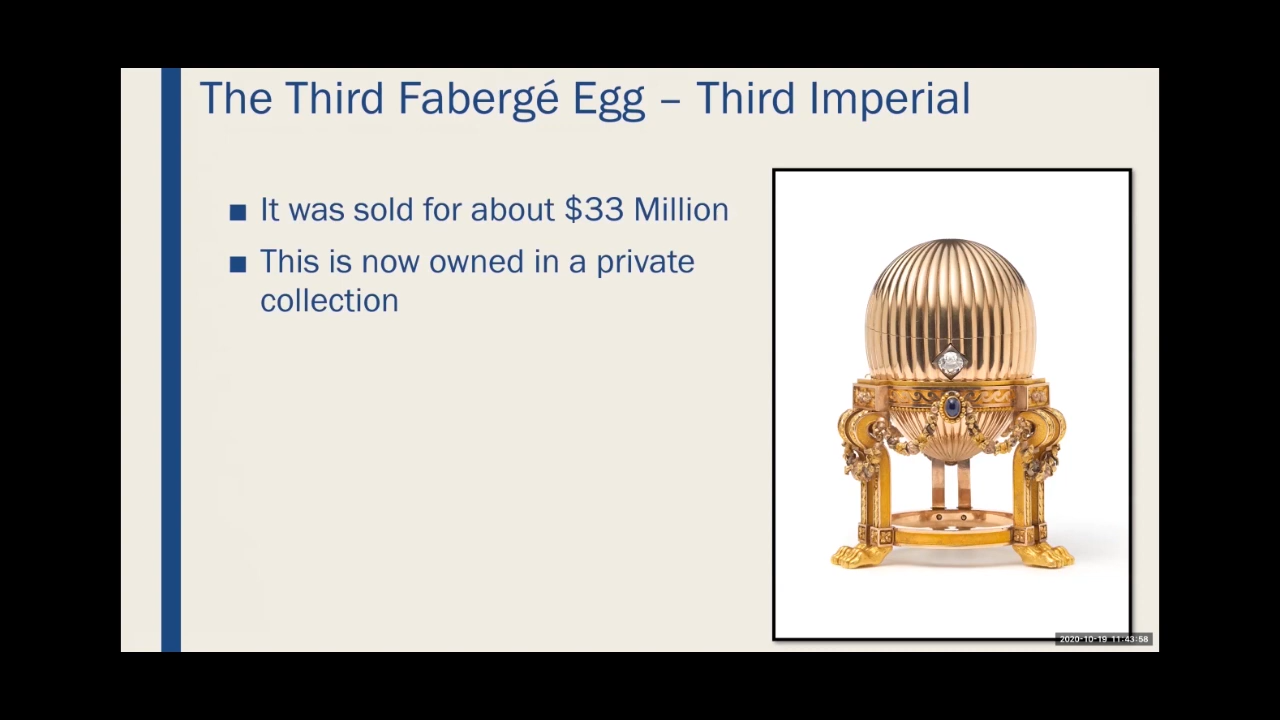 The Third Fabergé Egg – Third Imperial
■ It was sold for about $33 Million
■ This is now owned in a private
collection
2020-10-19 11:43:58